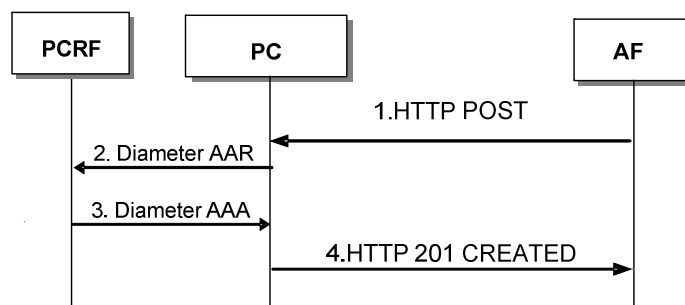 PCRF
PC
AF
1.HTTP POST
2. Diameter AAR
3. Diameter AAA
4.HTTP 201 CREATED